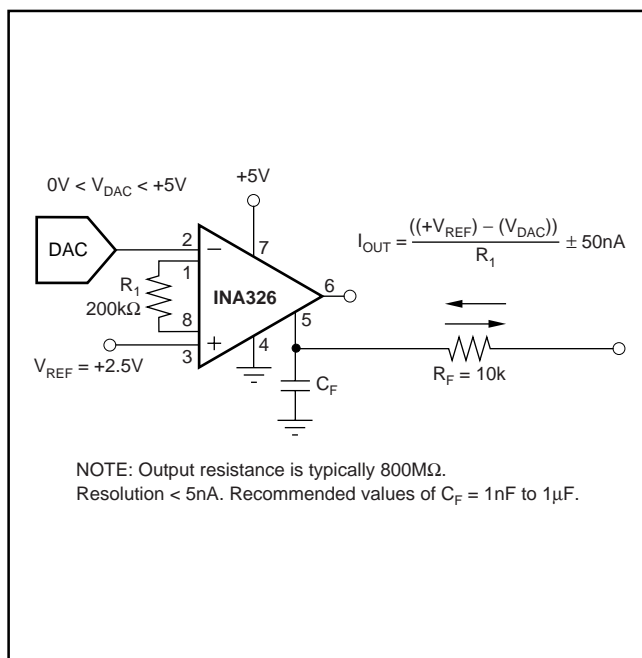 0V < V_DAC < +5V
+5V
I_OUT = ((+V_REF) − (V_DAC)) / R_1 ± 50nA
DAC
2
−
7
1
R_1
200kΩ
INA326
6
8
5
3
+
4
V_REF = +2.5V
C_F
R_F = 10k
NOTE: Output resistance is typically 800MΩ.
Resolution < 5nA. Recommended values of C_F = 1nF to 1μF.